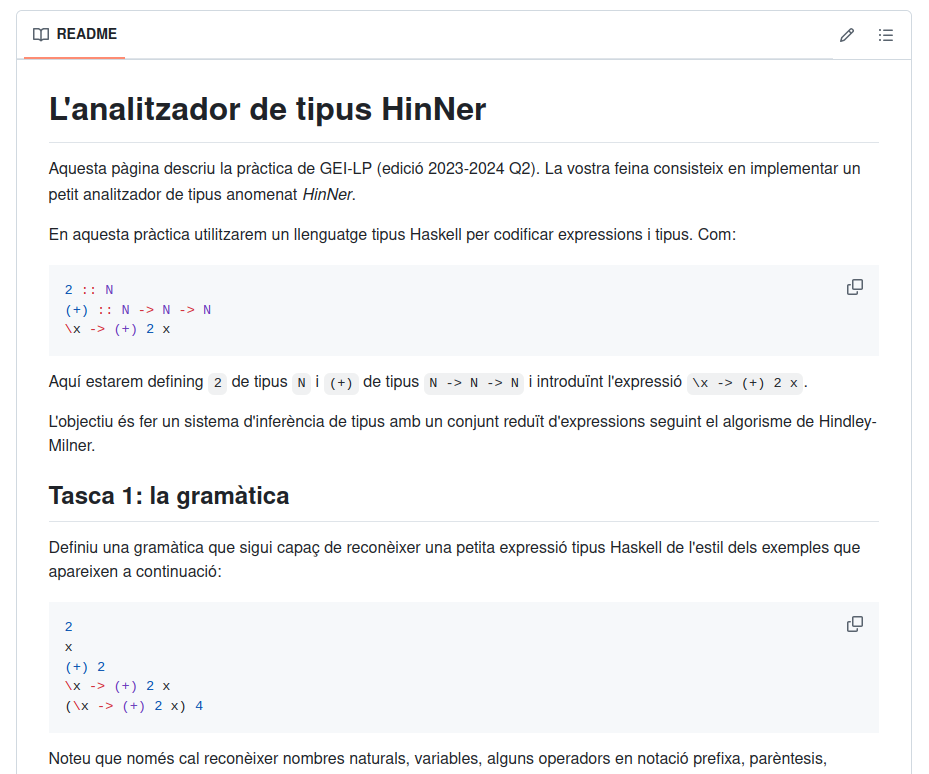 README
L'analitzador de tipus HinNer
Aquesta pàgina descriu la pràctica de GEI-LP (edició 2023-2024 Q2). La vostra feina consisteix en implementar un
petit analitzador de tipus anomenat HinNer.
En aquesta pràctica utilitzarem un llenguatge tipus Haskell per codificar expressions i tipus. Com:
2 :: N
(+) :: N -> N -> N
\x -> (+) 2 x
Aquí estarem defining 2 de tipus N i (+) de tipus N -> N -> N i introduïnt l'expressió \x -> (+) 2 x.
L'objectiu és fer un sistema d'inferència de tipus amb un conjunt reduït d'expressions seguint el algorisme de Hindley-
Milner.
Tasca 1: la gramàtica
Definiu una gramàtica que sigui capaç de reconèixer una petita expressió tipus Haskell de l'estil dels exemples que
apareixen a continuació:
2
x
(+) 2
\x -> (+) 2 x
(\x -> (+) 2 x) 4
Noteu que només cal reconèixer nombres naturals, variables, alguns operadors en notació prefixa, parèntesis,